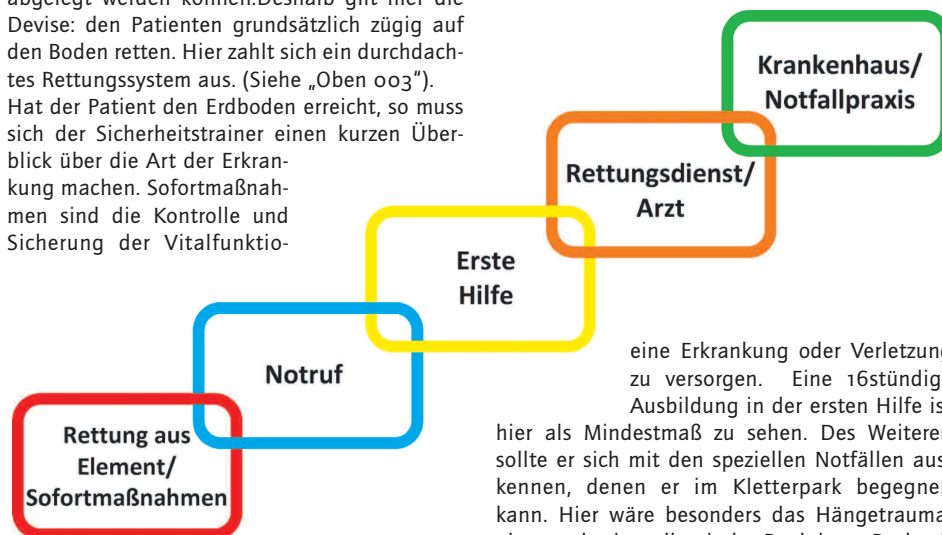 abgelegt werden können.Deshalb gilt hier die
Devise: den Patienten grundsätzlich zügig auf
den Boden retten. Hier zahlt sich ein durchdach-
tes Rettungssystem aus. (Siehe „Oben 003“).
Hat der Patient den Erdboden erreicht, so muss
sich der Sicherheitstrainer einen kurzen Über-
blick über die Art der Erkran-
kung machen. Sofortmaßnah-
men sind die Kontrolle und
Sicherung der Vitalfunktio-
Rettung aus
Element/
Sofortmaßnahmen
Notruf
Erste
Hilfe
Rettungsdienst/
Arzt
Krankenhaus/
Notfallpraxis
eine Erkrankung oder Verletzung
zu versorgen. Eine 16stündig
Ausbildung in der ersten Hilfe is
hier als Mindestmaß zu sehen. Des Weiteren
sollte er sich mit den speziellen Notfällen aus
kennen, denen er im Kletterpark begegnen
kann. Hier wäre besonders das Hängetrauma